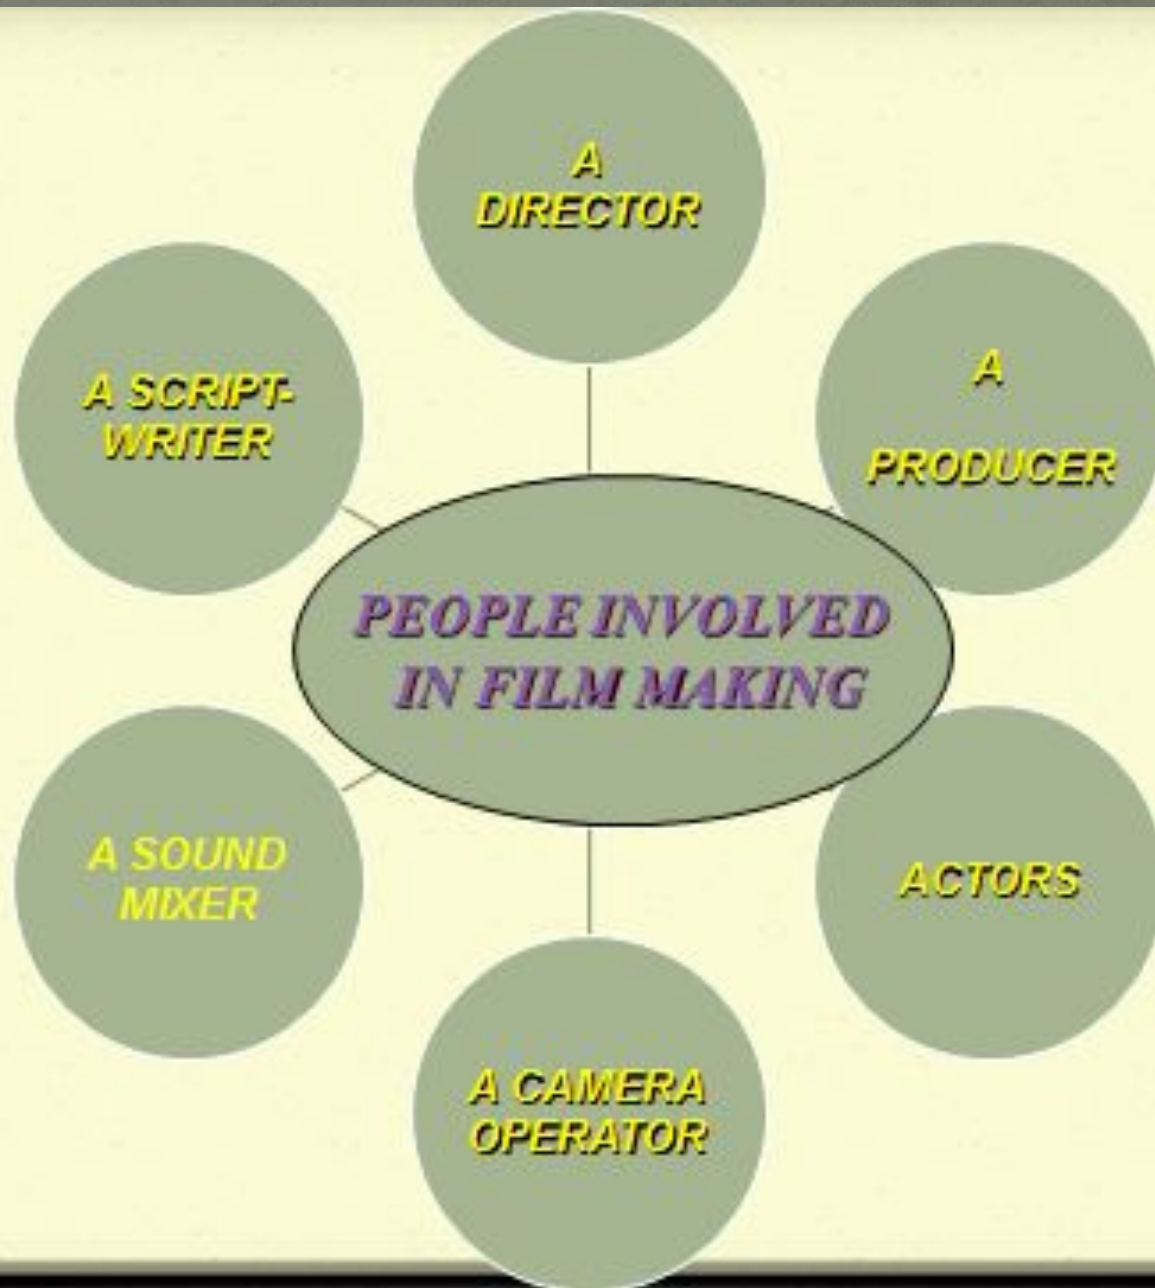 A
DIRECTOR
A SCRIPT-
WRITER
A
PRODUCER
PEOPLE INVOLVED
IN FILM MAKING
A SOUND
MIXER
ACTORS
A CAMERA
OPERATOR